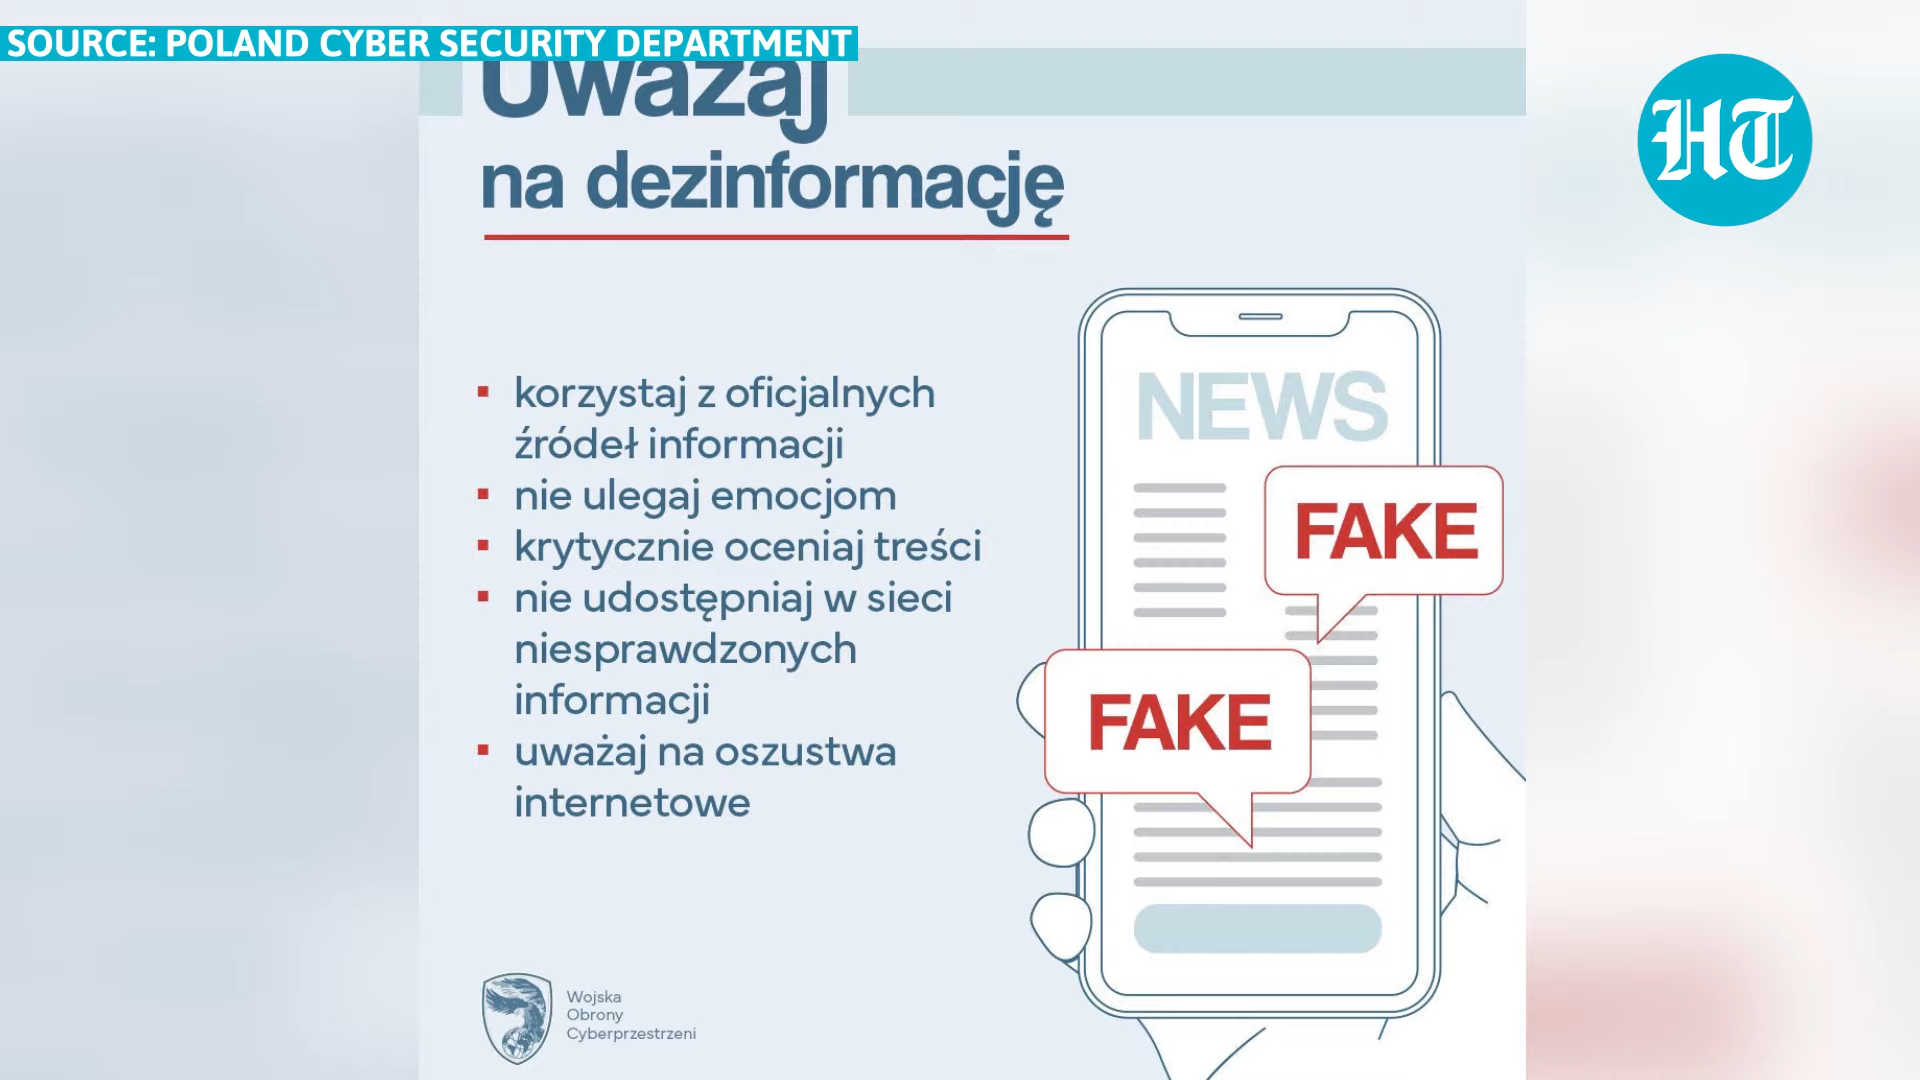 SOURCE: POLAND CYBER SECURITY DEPARTMENT
HT
Uważaj
na dezinformację
korzystaj z oficjalnych
źródeł informacji
nie ulegaj emocjom
krytycznie oceniaj treści
nie udostępniaj w sieci
niesprawdzonych
informacji
uważaj na oszustwa
internetowe
NEWS
FAKE
FAKE
Wojska
Obrony
Cyberprzestrzeni